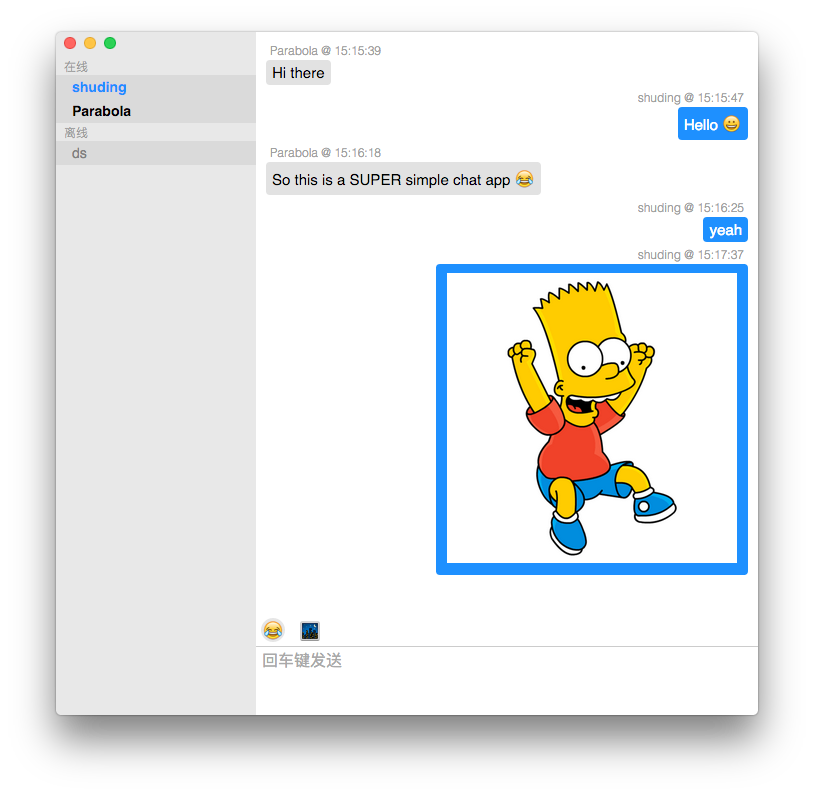 在线
shuding
Parabola
离线
ds
Parabola @ 15:15:39
Hi there
shuding @ 15:15:47
Hello 😀
Parabola @ 15:16:18
So this is a SUPER simple chat app 😂
shuding @ 15:16:25
yeah
shuding @ 15:17:37
回车键发送